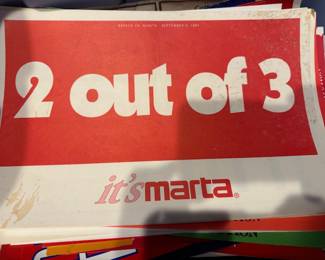 2 out of 3
it's marta®